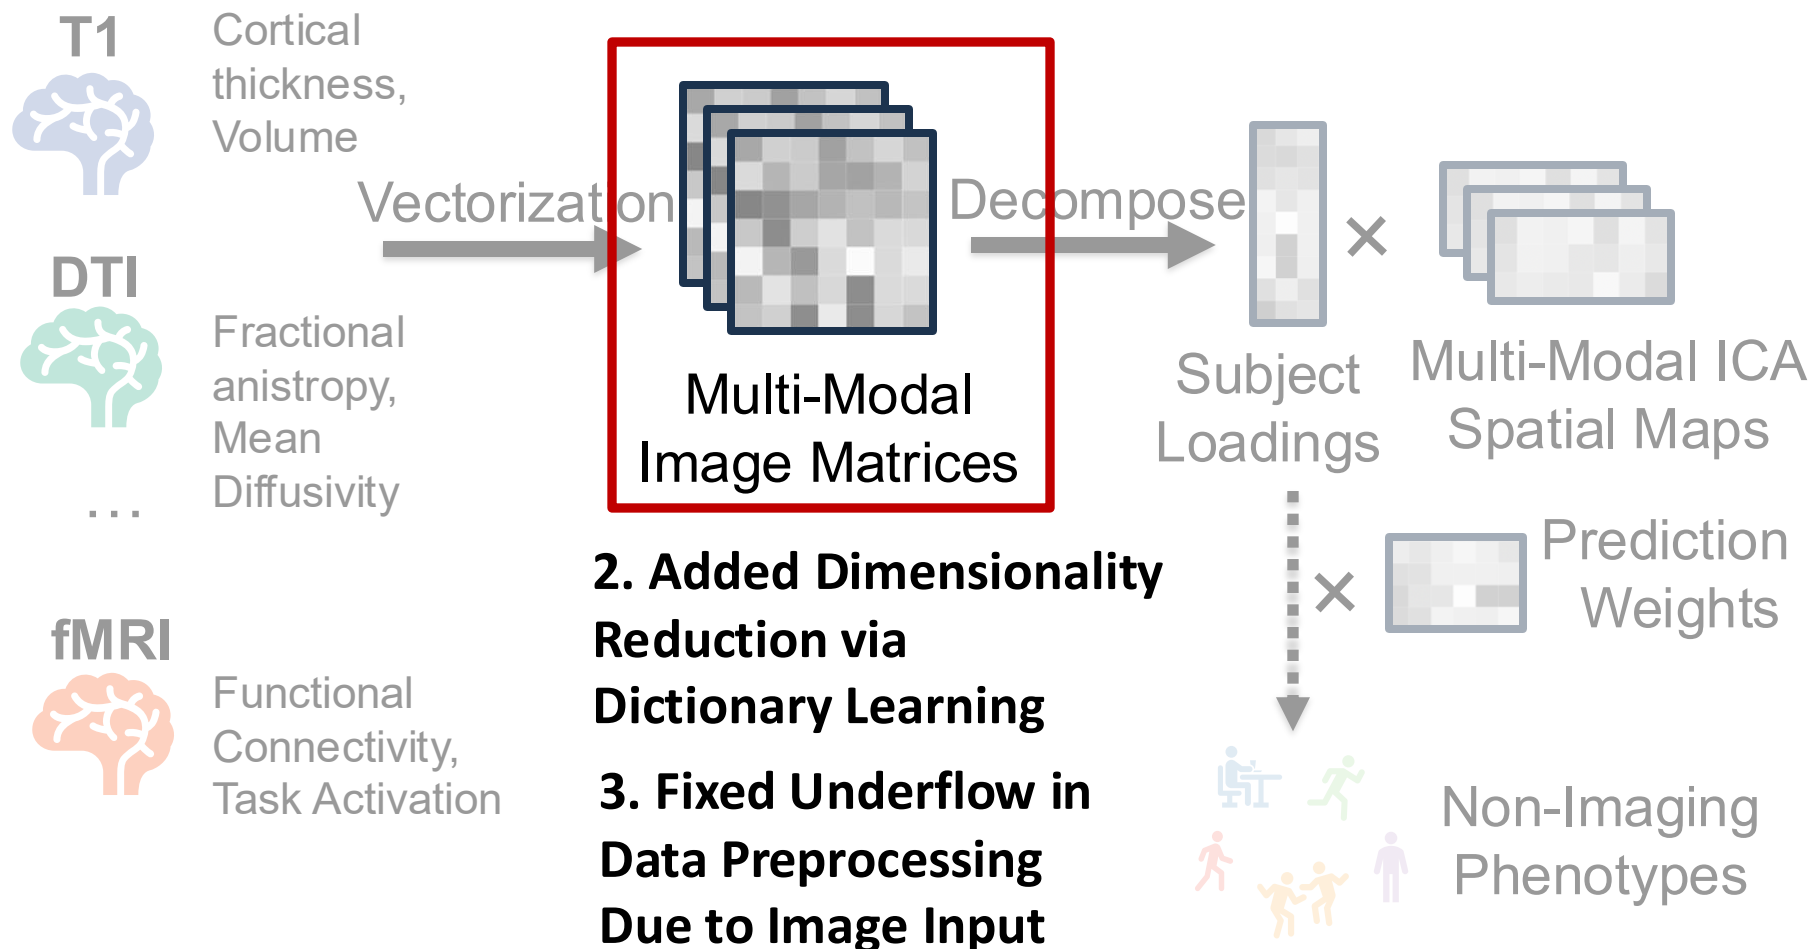 T1
Cortical
thickness,
Volume
DTI
Fractional
anistropy,
Mean
Diffusivity
...
fMRI
Functional
Connectivity,
Task Activation
Vectorization
Multi-Modal
Image Matrices
2. Added Dimensionality
Reduction via
Dictionary Learning
3. Fixed Underflow in
Data Preprocessing
Due to Image Input
Decompose
Subject
Loadings
×
Multi-Modal ICA
Spatial Maps
×
Prediction
Weights
Non-Imaging
Phenotypes